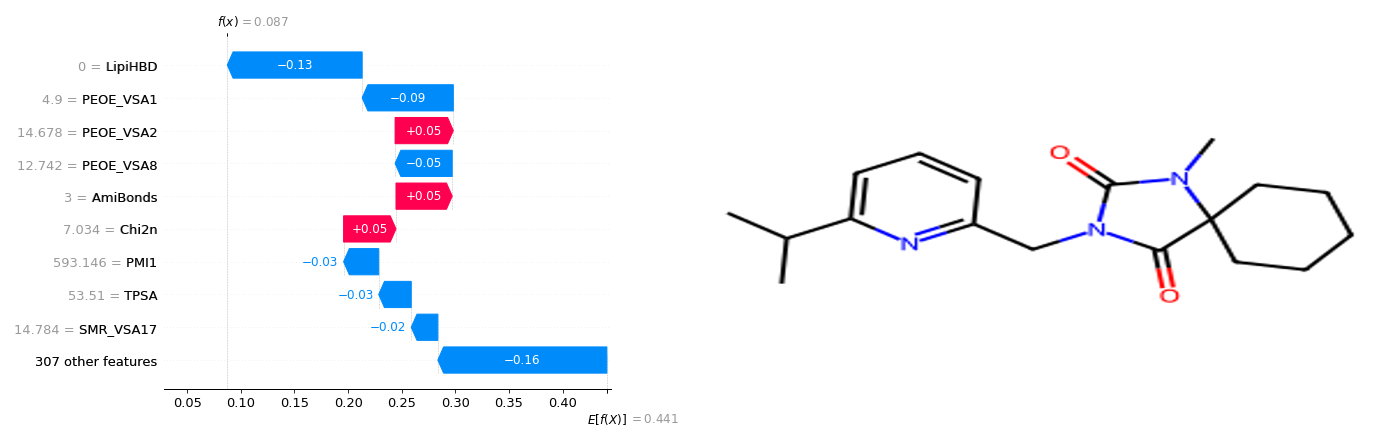 f(x) = 0.087
0 = LipiHBD
−0.13
4.9 = PEOE_VSA1
−0.09
14.678 = PEOE_VSA2
+0.05
12.742 = PEOE_VSA8
−0.05
3 = AmiBonds
+0.05
7.034 = Chi2n
+0.05
593.146 = PMI1
−0.03
53.51 = TPSA
−0.03
14.784 = SMR_VSA17
−0.02
307 other features
−0.16
0.05 0.10 0.15 0.20 0.25 0.30 0.35 0.40
E[f(X)] = 0.441
O
N
N
N
O